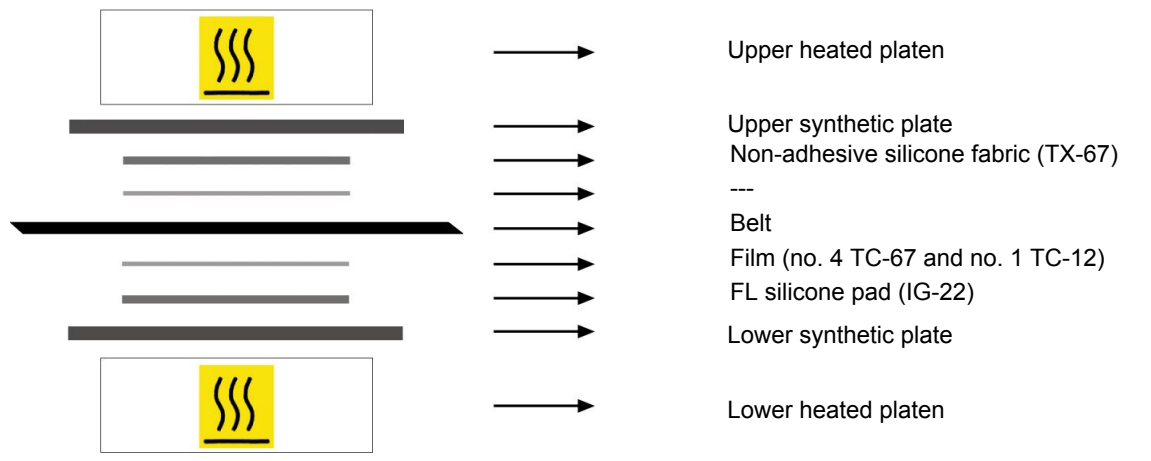 Upper heated platen
Upper synthetic plate
Non-adhesive silicone fabric (TX-67)
---
Belt
Film (no. 4 TC-67 and no. 1 TC-12)
FL silicone pad (IG-22)
Lower synthetic plate
Lower heated platen